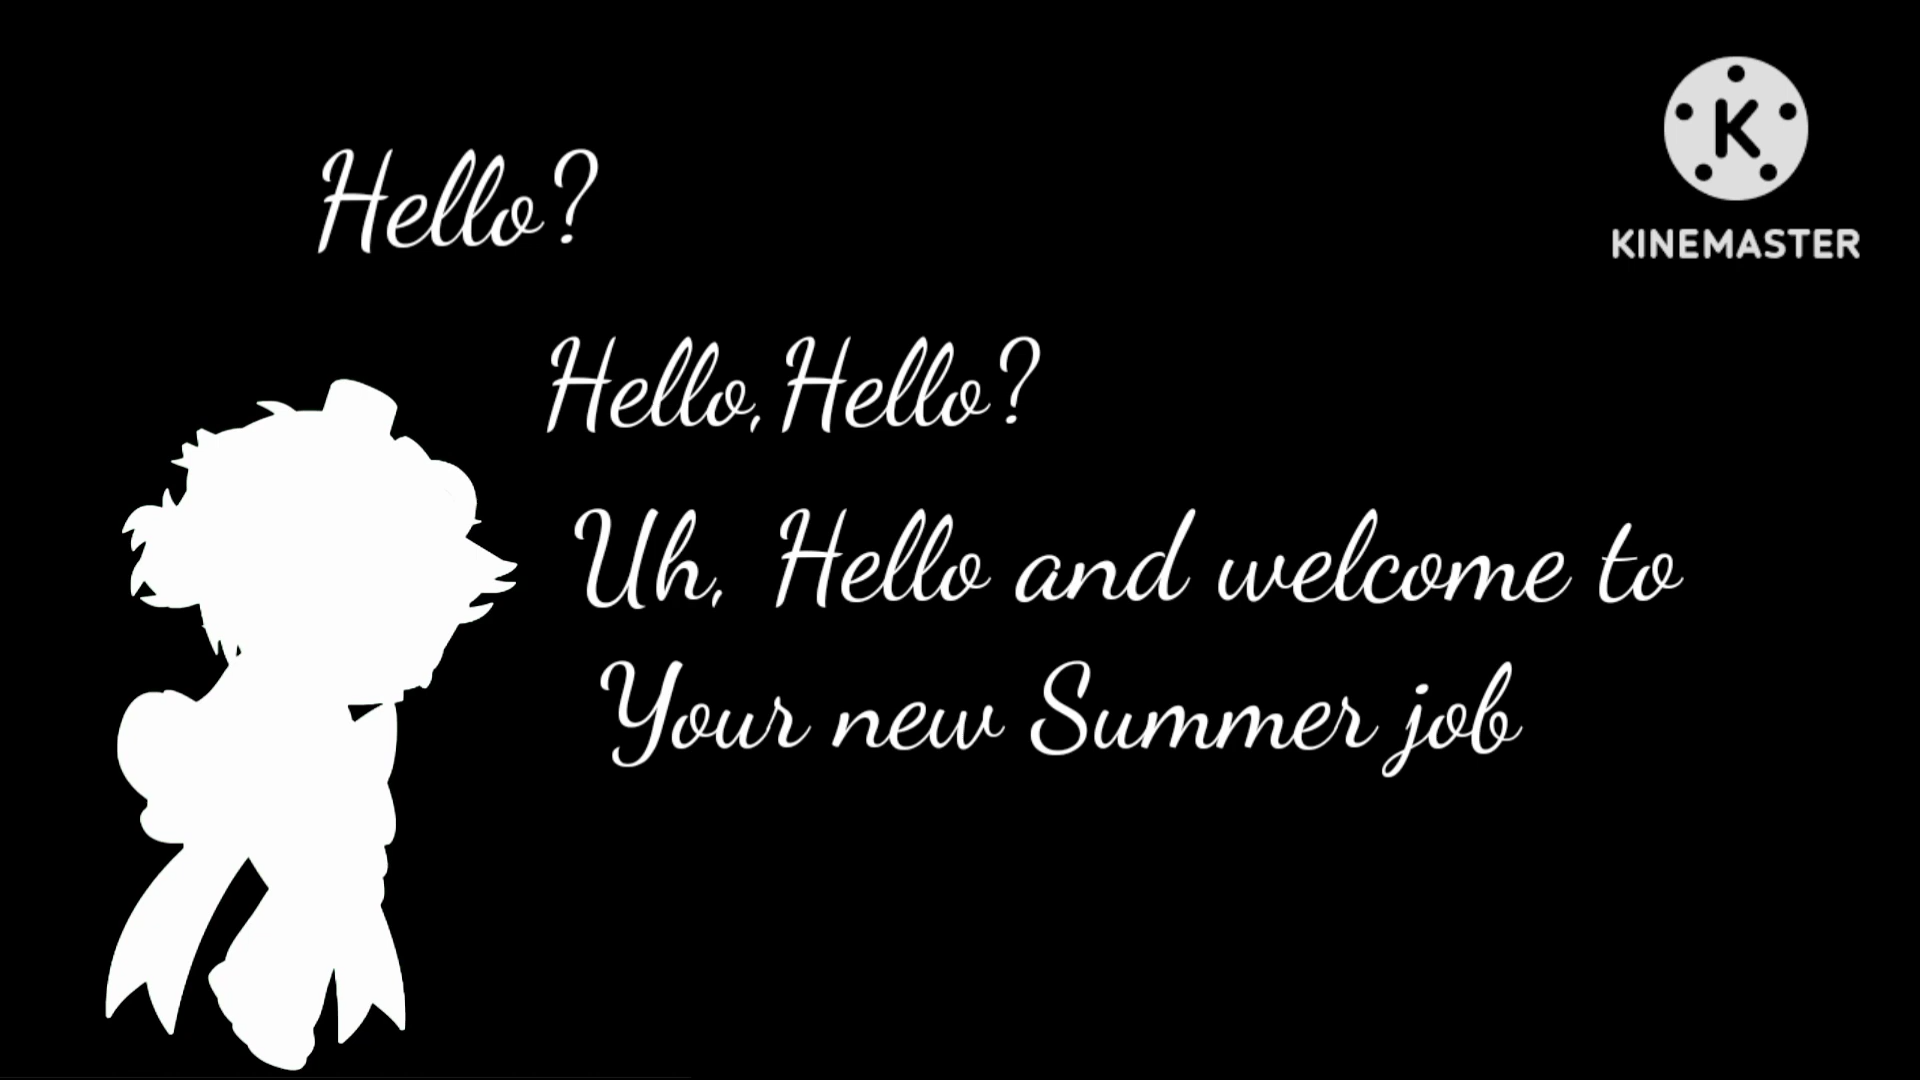 Hello?
K
KINEMASTER
Hello, Hello?
Uh, Hello and welcome to
Your new Summer job